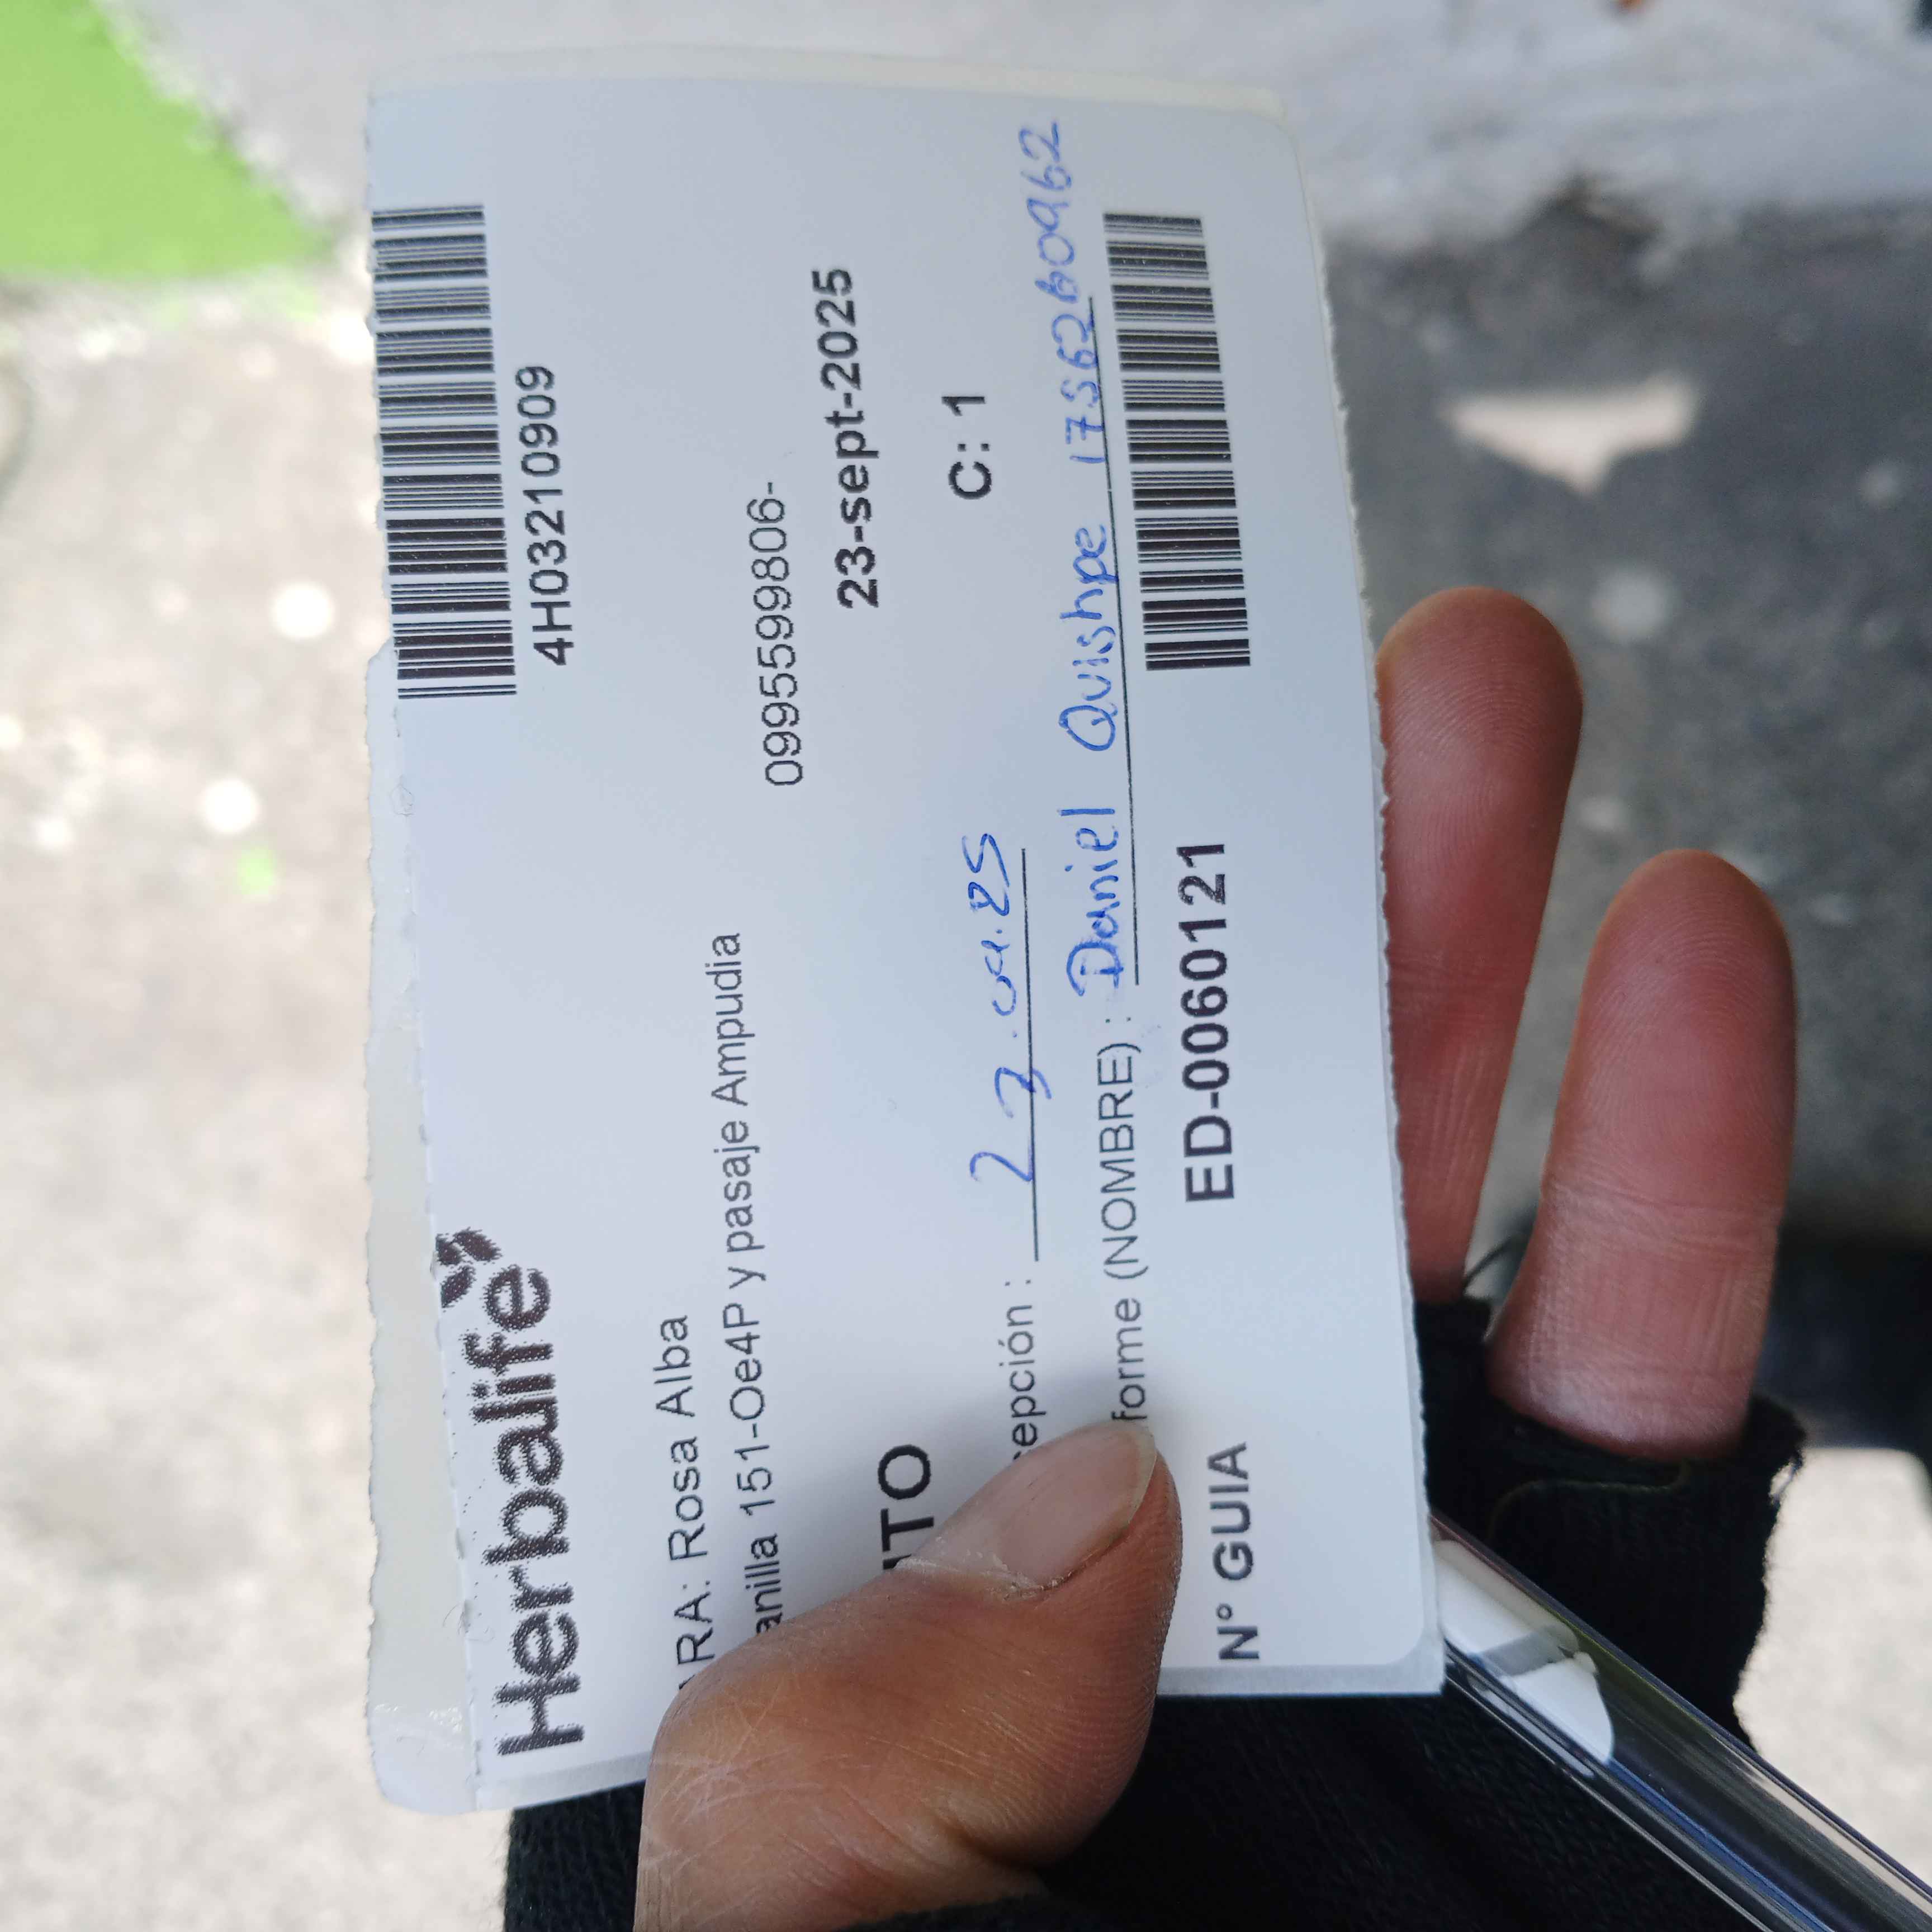 Herbalife
4H03210909
RA: Rosa Alba
anilla 151-Oe4P y pasaje Ampudia
0995599806-
23-sept-2025
ITO
C: 1
epción : 23.09.25
forme (NOMBRE) : Daniel Quishpe 1756260962
N° GUIA ED-0060121